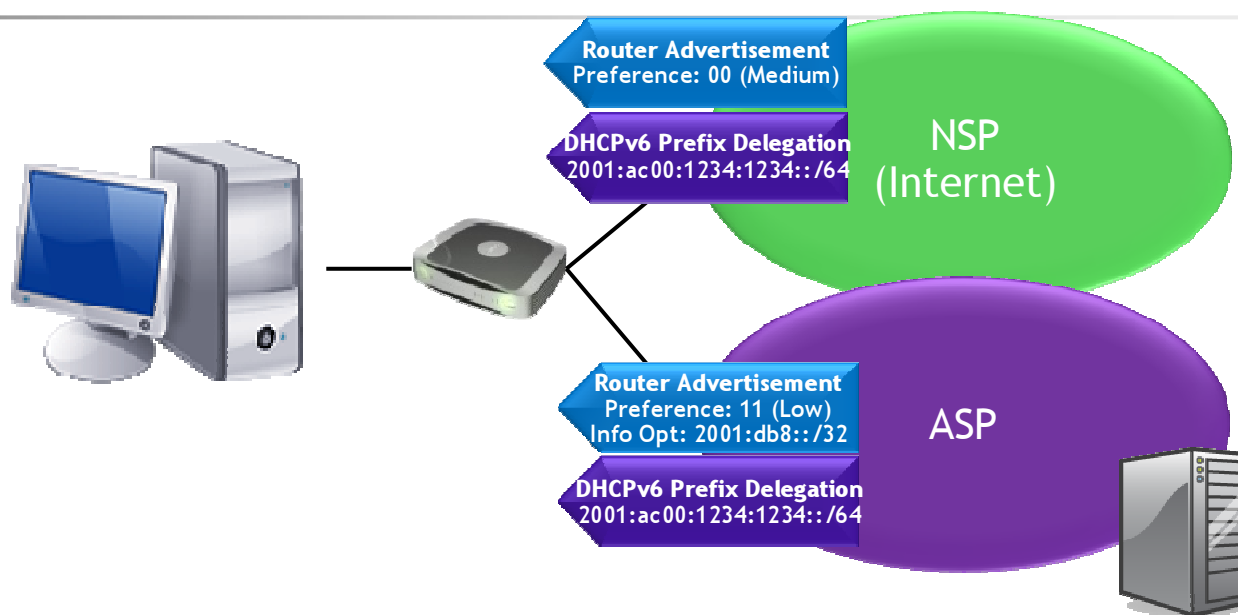 Router Advertisement
Preference: 00 (Medium)
DHCPv6 Prefix Delegation
2001:ac00:1234:1234::/64
NSP
(Internet)
Router Advertisement
Preference: 11 (Low)
Info Opt: 2001:db8::/32
DHCPv6 Prefix Delegation
2001:ac00:1234:1234::/64
ASP